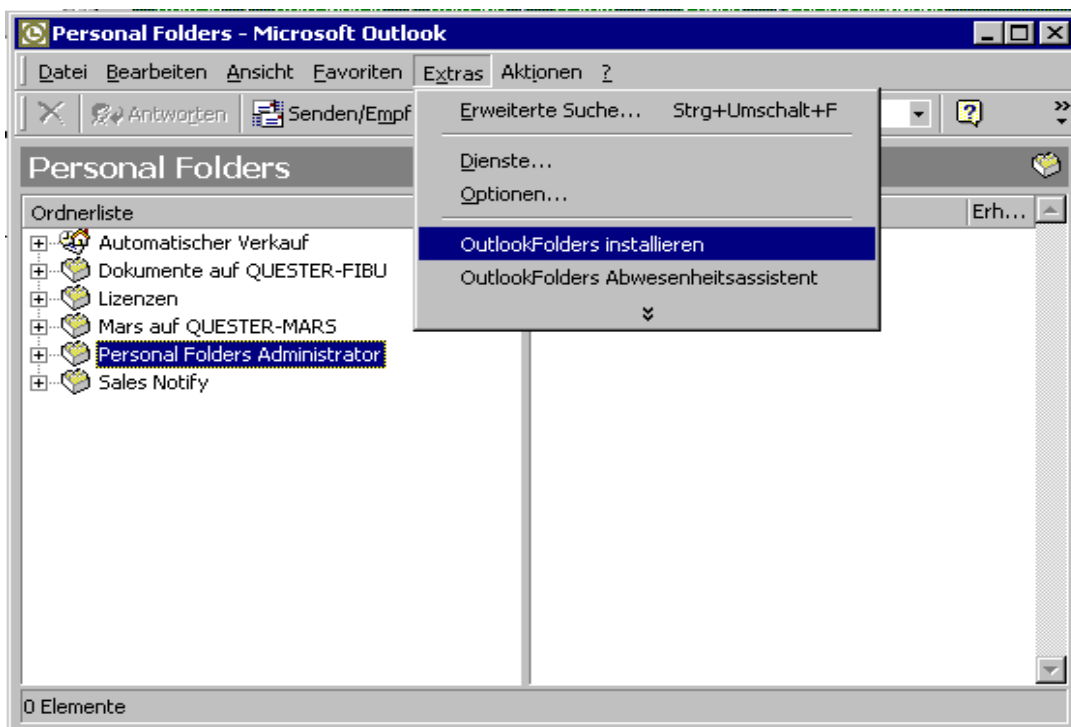 Personal Folders - Microsoft Outlook
Datei Bearbeiten Ansicht Favoriten Extras Aktionen ?
Antworten Senden/Empf
Erweiterte Suche... Strg+Umschalt+F
Dienste...
Optionen...
OutlookFolders installieren
OutlookFolders Abwesenheitsassistent
Personal Folders
Ordnerliste Erh...
Automatischer Verkauf
Dokumente auf QUESTER-FIBU
Lizenzen
Mars auf QUESTER-MARS
Personal Folders Administrator
Sales Notify
0 Elemente